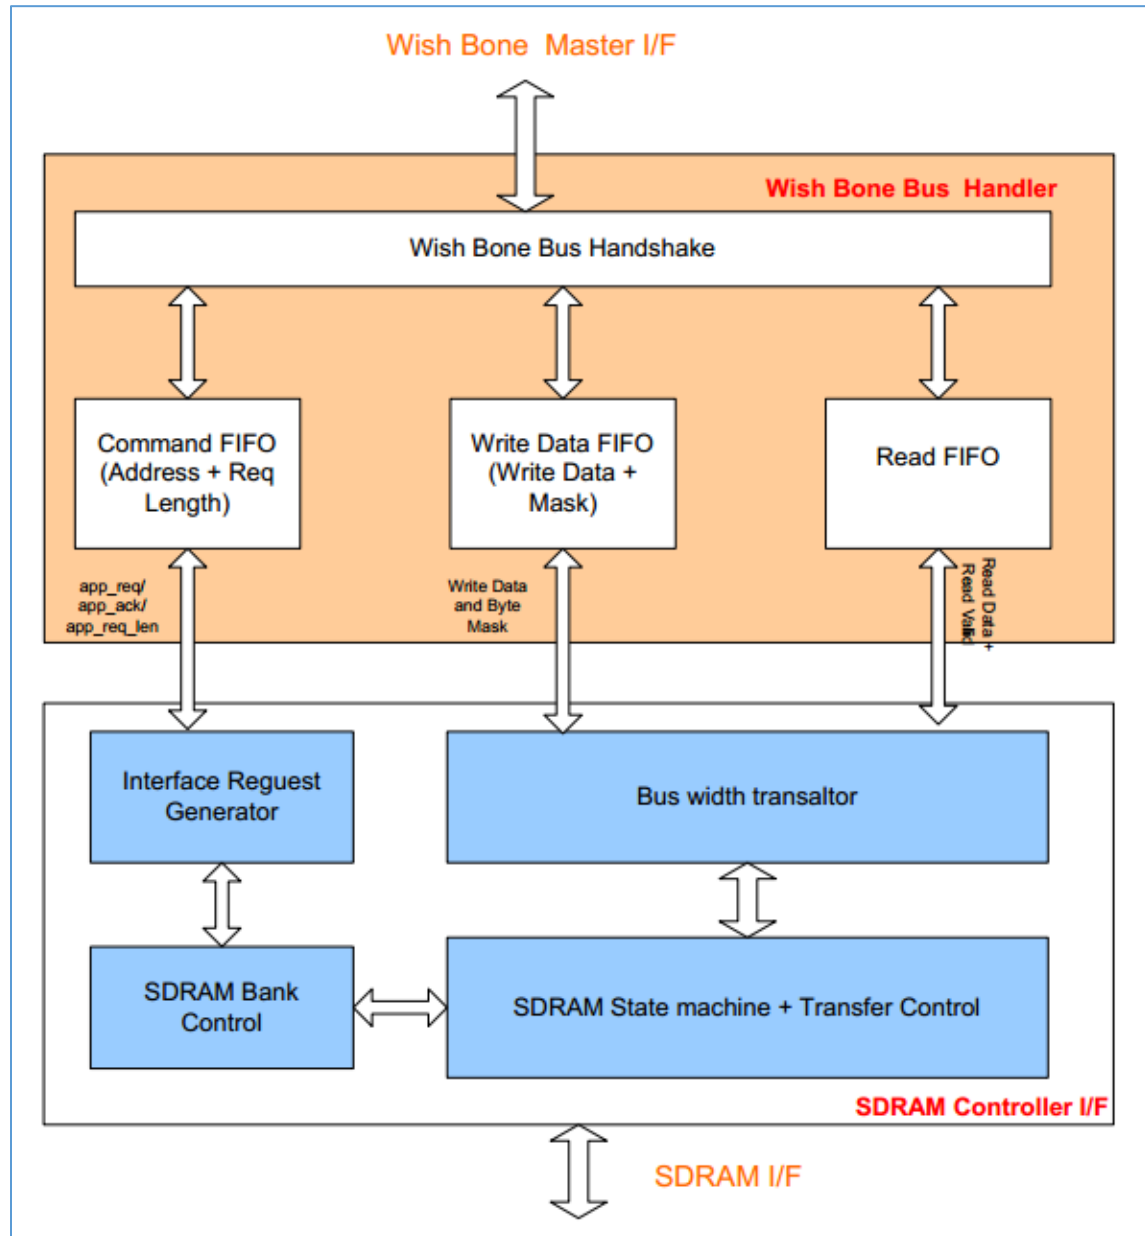 Wish Bone Master I/F
Wish Bone Bus Handler
Wish Bone Bus Handshake
Command FIFO
(Address + Req
Length)
Write Data FIFO
(Write Data +
Mask)
Read FIFO
app_req/
app_ack/
app_req_len
Write Data
and Byte
Mask
Read Data +
Read Valid
Interface Reguest
Generator
Bus width transaltor
SDRAM Bank
Control
SDRAM State machine + Transfer Control
SDRAM Controller I/F
SDRAM I/F